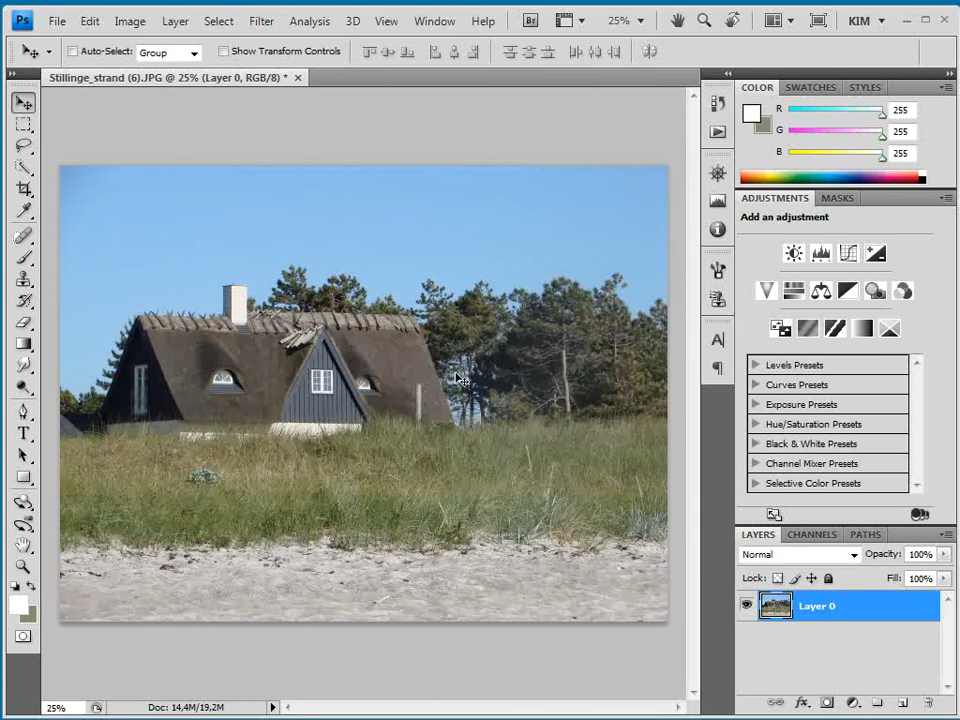 Ps File Edit Image Layer Select Filter Analysis 3D View Window Help Br 25% KIM
Auto-Select: Group Show Transform Controls
Stillinge_strand (6).JPG @ 25% (Layer 0, RGB/8) *
COLOR SWATCHES STYLES
R 255
G 255
B 255
ADJUSTMENTS MASKS
Add an adjustment
Levels Presets
Curves Presets
Exposure Presets
Hue/Saturation Presets
Black & White Presets
Channel Mixer Presets
Selective Color Presets
LAYERS CHANNELS PATHS
Normal Opacity: 100%
Lock: Fill: 100%
Layer 0
25% Doc: 14,4M/19,2M